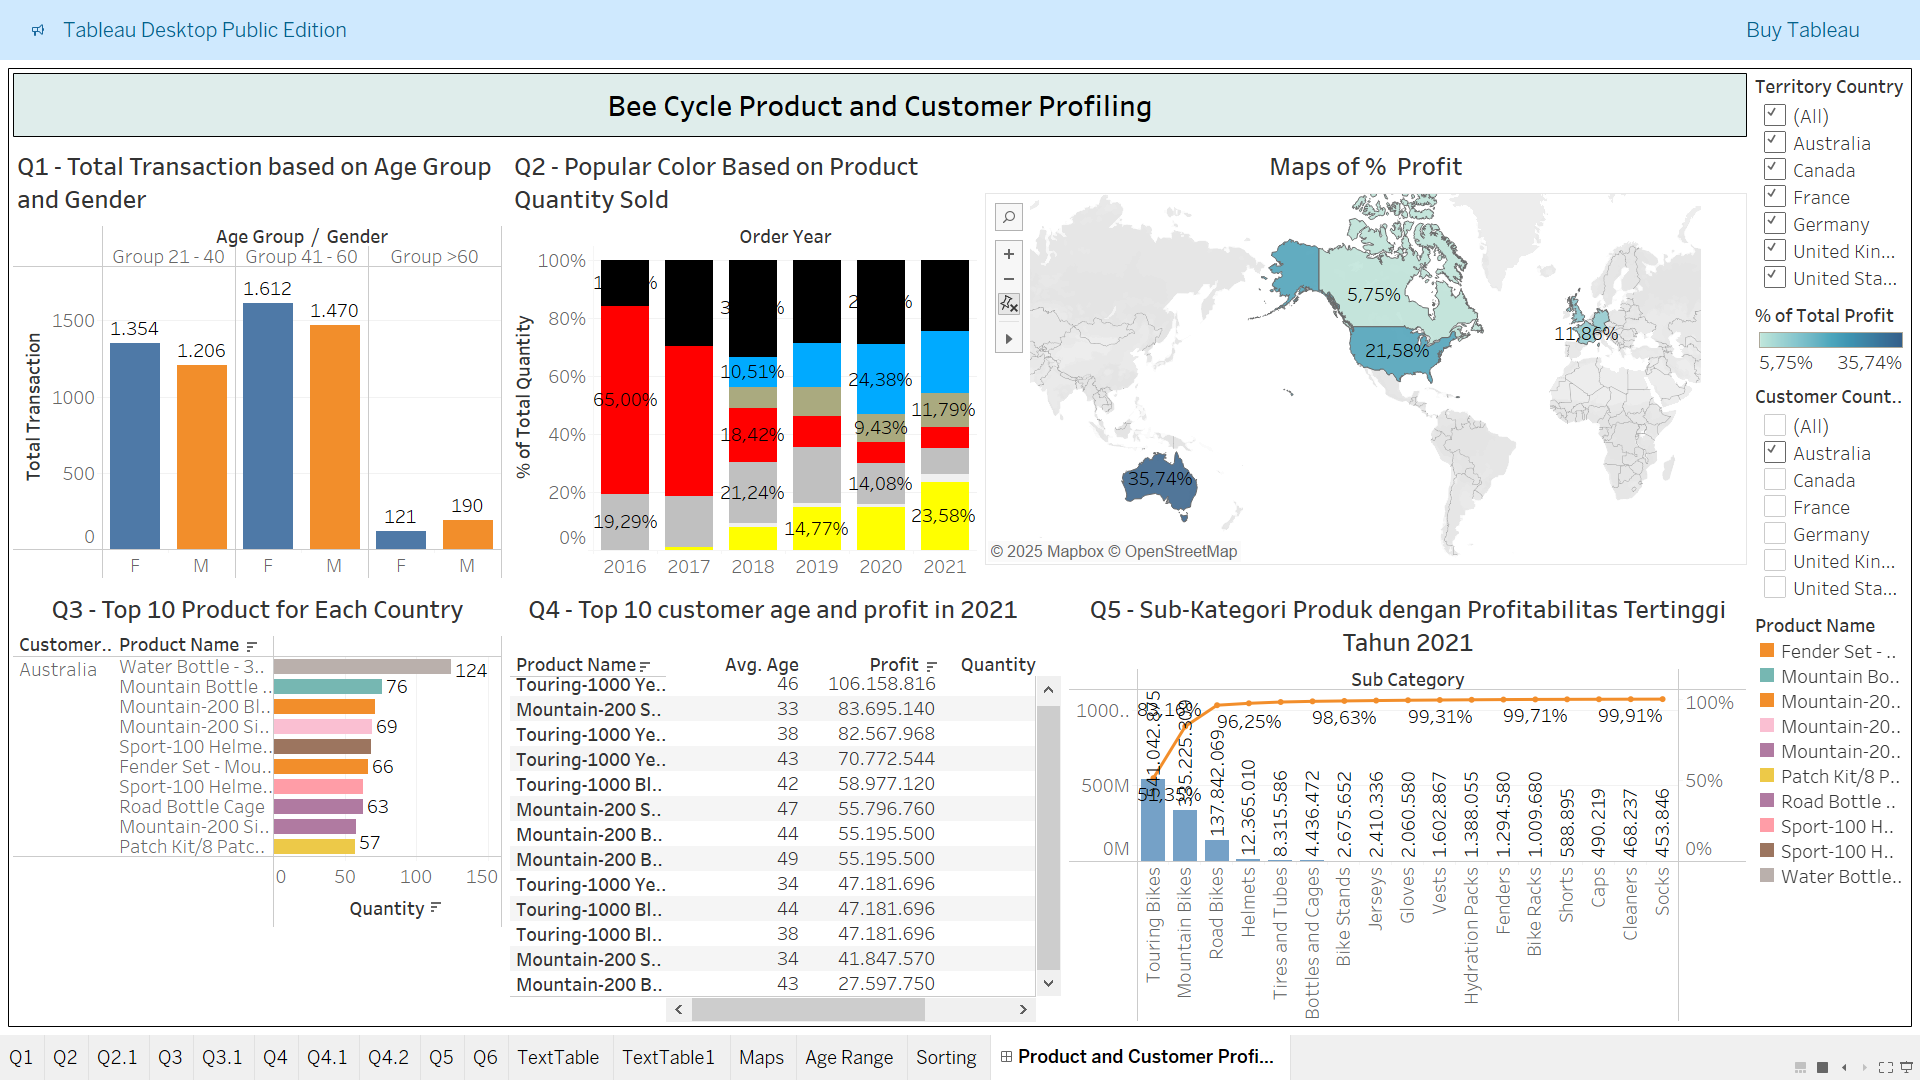 Tableau Desktop Public Edition
Buy Tableau
Bee Cycle Product and Customer Profiling
Q1 - Total Transaction based on Age Group
and Gender
Age Group / Gender
Group 21 - 40 Group 41 - 60 Group >60
Total Transaction
1500
1000
500
0
1.354
1.206
1.612
1.470
121
190
F M F M F M
Q2 - Popular Color Based on Product
Quantity Sold
Order Year
% of Total Quantity
100%
80%
60%
40%
20%
0%
65,00%
19,29%
10,51%
18,42%
21,24%
14,77%
24,38%
9,43%
14,08%
11,79%
23,58%
2016 2017 2018 2019 2020 2021
Maps of % Profit
5,75%
21,58%
11,86%
35,74%
© 2025 Mapbox © OpenStreetMap
Q3 - Top 10 Product for Each Country
Customer.. Product Name
Australia
Water Bottle - 3.. 124
Mountain Bottle .. 76
Mountain-200 Bl..
Mountain-200 Si.. 69
Sport-100 Helme..
Fender Set - Mou.. 66
Sport-100 Helme..
Road Bottle Cage 63
Mountain-200 Si..
Patch Kit/8 Patc.. 57
0 50 100 150
Quantity
Q4 - Top 10 customer age and profit in 2021
Product Name Avg. Age Profit Quantity
Touring-1000 Ye.. 46 106.158.816
Mountain-200 S.. 33 83.695.140
Touring-1000 Ye.. 38 82.567.968
Touring-1000 Ye.. 43 70.772.544
Touring-1000 Bl.. 42 58.977.120
Mountain-200 S.. 47 55.796.760
Mountain-200 B.. 44 55.195.500
Mountain-200 B.. 49 55.195.500
Touring-1000 Ye.. 34 47.181.696
Touring-1000 Bl.. 44 47.181.696
Touring-1000 Bl.. 38 47.181.696
Mountain-200 S.. 34 41.847.570
Mountain-200 B.. 43 27.597.750
Q5 - Sub-Kategori Produk dengan Profitabilitas Tertinggi
Tahun 2021
Sub Category
1000..
500M
0M
100%
50%
0%
83,16%
51,35%
96,25%
98,63%
99,31%
99,71%
99,91%
541.042.875
335.225.309
137.842.069
12.365.010
8.315.586
4.436.472
2.675.652
2.410.336
2.060.580
1.602.867
1.388.055
1.294.580
1.009.680
588.895
490.219
468.237
453.846
Touring Bikes
Mountain Bikes
Road Bikes
Helmets
Tires and Tubes
Bottles and Cages
Bike Stands
Jerseys
Gloves
Vests
Hydration Packs
Fenders
Bike Racks
Shorts
Caps
Cleaners
Socks
Territory Country
(All)
Australia
Canada
France
Germany
United Kin...
United Sta...
% of Total Profit
5,75% 35,74%
Customer Count..
(All)
Australia
Canada
France
Germany
United Kin...
United Sta...
Product Name
Fender Set - ..
Mountain Bo..
Mountain-20..
Mountain-20..
Mountain-20..
Patch Kit/8 P..
Road Bottle ..
Sport-100 H..
Sport-100 H..
Water Bottle..
Q1 Q2 Q2.1 Q3 Q3.1 Q4 Q4.1 Q4.2 Q5 Q6 TextTable TextTable1 Maps Age Range Sorting Product and Customer Profi...